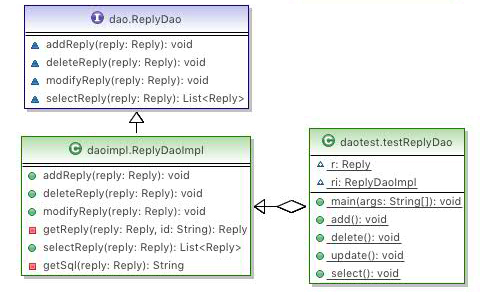 dao.ReplyDao
addReply(reply: Reply): void
deleteReply(reply: Reply): void
modifyReply(reply: Reply): void
selectReply(reply: Reply): List<Reply>
daoimpl.ReplyDaoImpl
addReply(reply: Reply): void
deleteReply(reply: Reply): void
modifyReply(reply: Reply): void
getReply(reply: Reply, id: String): Reply
selectReply(reply: Reply): List<Reply>
getSql(reply: Reply): String
daotest.testReplyDao
r: Reply
ri: ReplyDaoImpl
main(args: String[]): void
add(): void
delete(): void
update(): void
select(): void